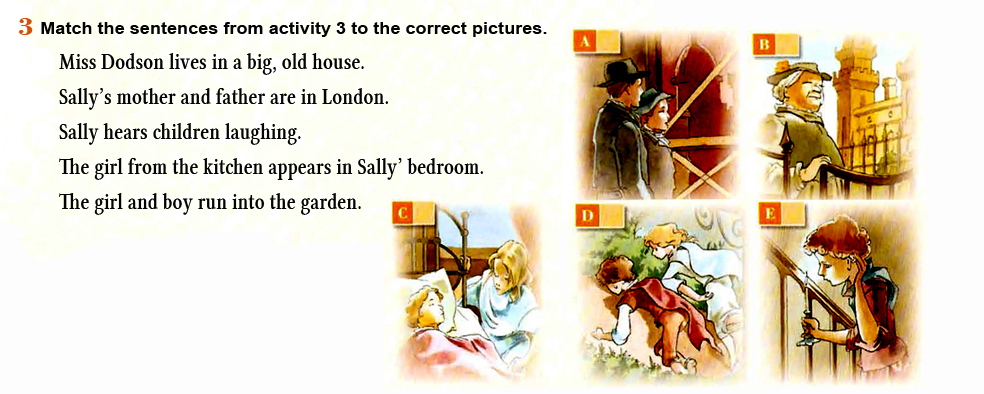 3 Match the sentences from activity 3 to the correct pictures.
Miss Dodson lives in a big, old house.
Sally's mother and father are in London.
Sally hears children laughing.
The girl from the kitchen appears in Sally' bedroom.
The girl and boy run into the garden.
A
B
C
D
E